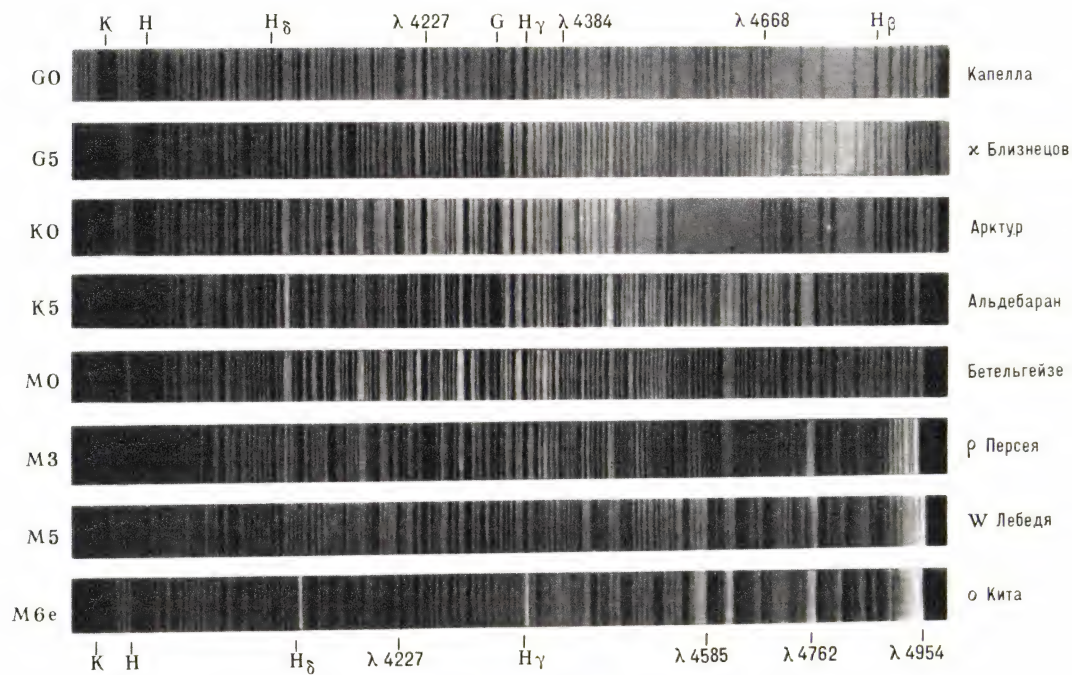 K H Hδ λ 4227 G Hγ λ 4384 λ 4668 Hβ
G0 Капелла
G5 ϰ Близнецов
K0 Арктур
K5 Альдебаран
M0 Бетельгейзе
M3 ρ Персея
M5 W Лебедя
M6e ο Кита
K H Hδ λ 4227 Hγ λ 4585 λ 4762 λ 4954